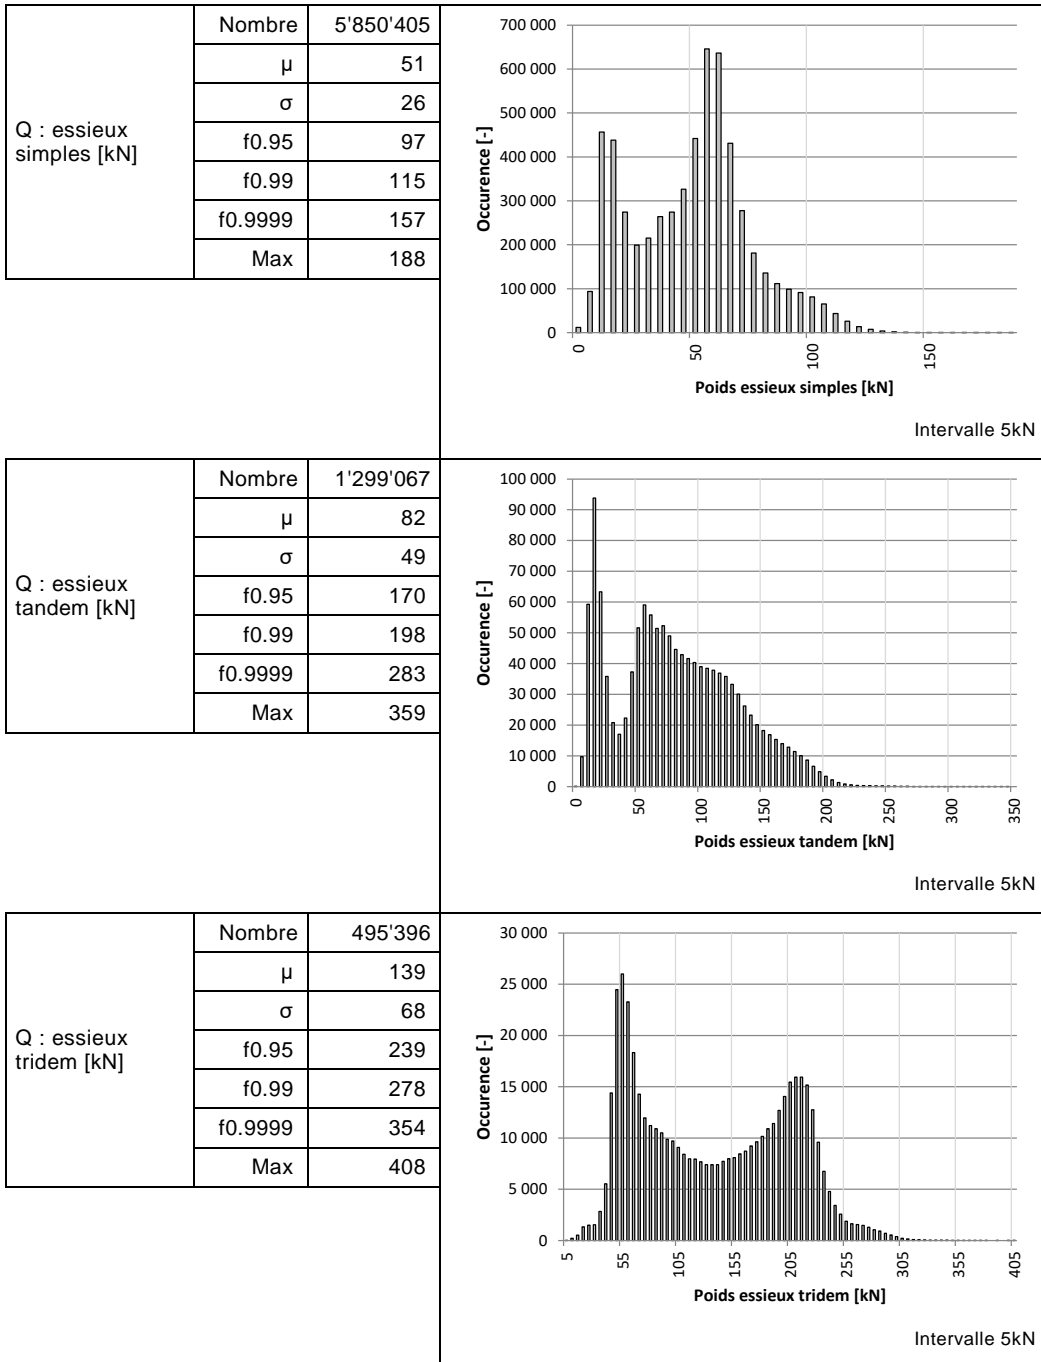 Q : essieux
simples [kN]
Nombre 5'850'405
μ 51
σ 26
f0.95 97
f0.99 115
f0.9999 157
Max 188
700 000
600 000
500 000
400 000
300 000
200 000
100 000
0
Occurence [-]
0 50 100 150
Poids essieux simples [kN]
Intervalle 5kN
Q : essieux
tandem [kN]
Nombre 1'299'067
μ 82
σ 49
f0.95 170
f0.99 198
f0.9999 283
Max 359
100 000
90 000
80 000
70 000
60 000
50 000
40 000
30 000
20 000
10 000
0
Occurence [-]
0 50 100 150 200 250 300 350
Poids essieux tandem [kN]
Intervalle 5kN
Q : essieux
tridem [kN]
Nombre 495'396
μ 139
σ 68
f0.95 239
f0.99 278
f0.9999 354
Max 408
30 000
25 000
20 000
15 000
10 000
5 000
0
Occurence [-]
5 55 105 155 205 255 305 355 405
Poids essieux tridem [kN]
Intervalle 5kN